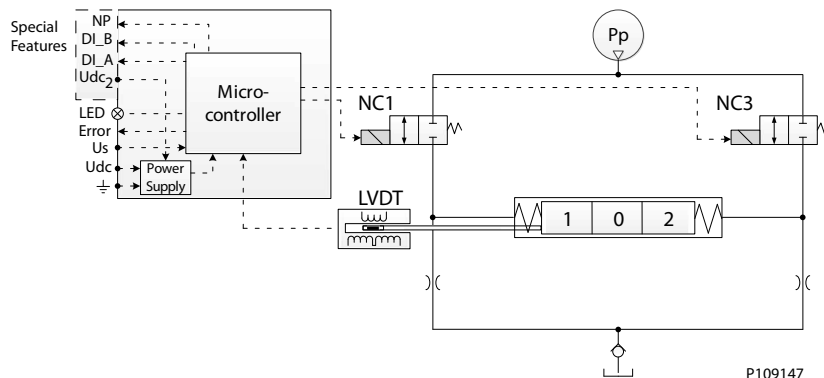 Special
Features
NP
DI_B
DI_A
Udc2
LED
Error
Us
Udc
Micro-
controller
Power
Supply
Pp
NC1
NC3
LVDT
1 0 2
P109147